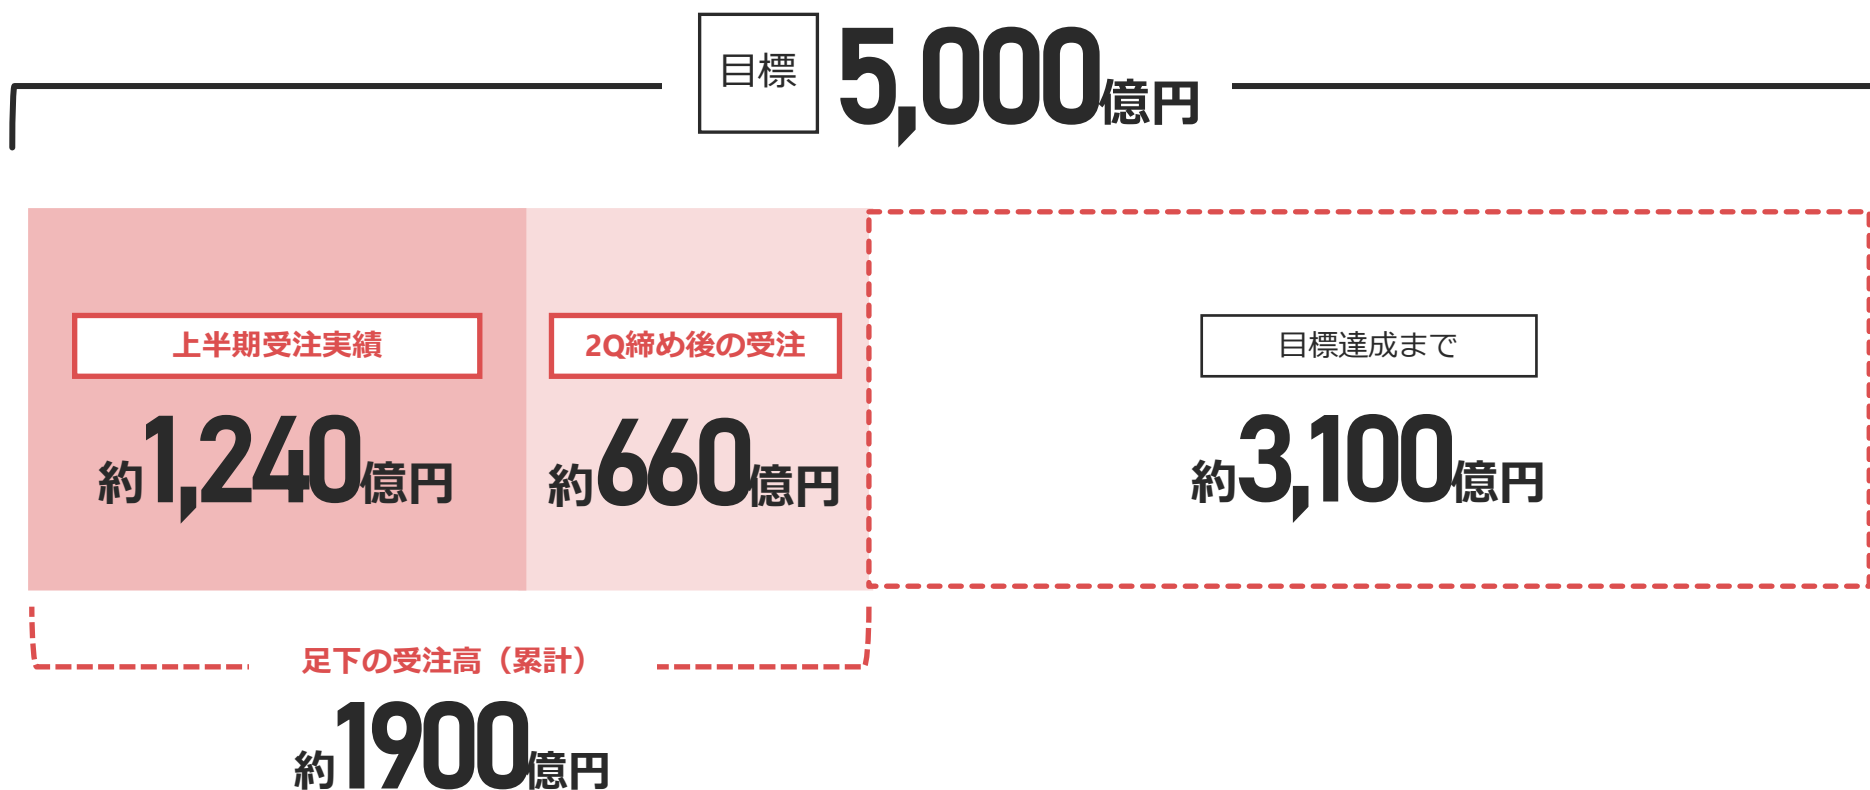 目標 5,000億円
上半期受注実績
約1,240億円
2Q締め後の受注
約660億円
目標達成まで
約3,100億円
足下の受注高（累計）
約1900億円